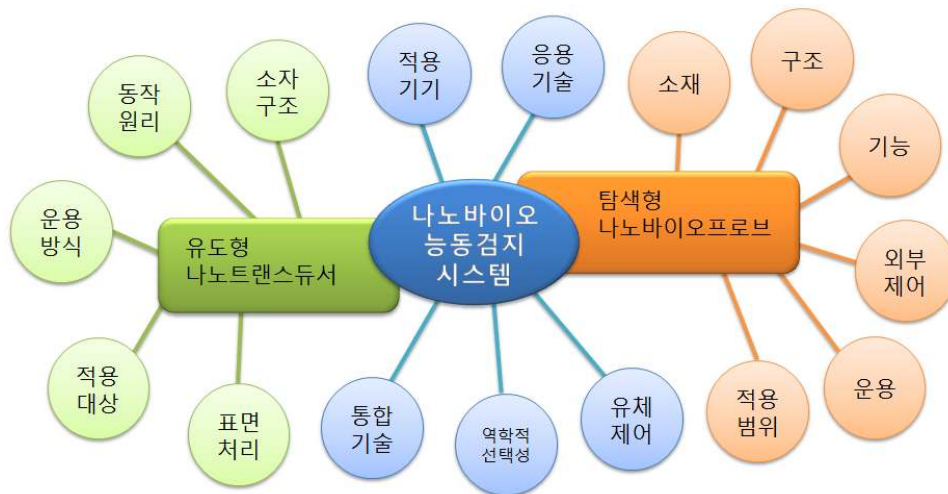 동작
원리
소자
구조
운용
방식
적용
대상
표면
처리
유도형
나노트랜스듀서
적용
기기
응용
기술
나노바이오
능동검지
시스템
통합
기술
역학적
선택성
유체
제어
탐색형
나노바이오프로브
소재
구조
기능
외부
제어
운용
적용
범위